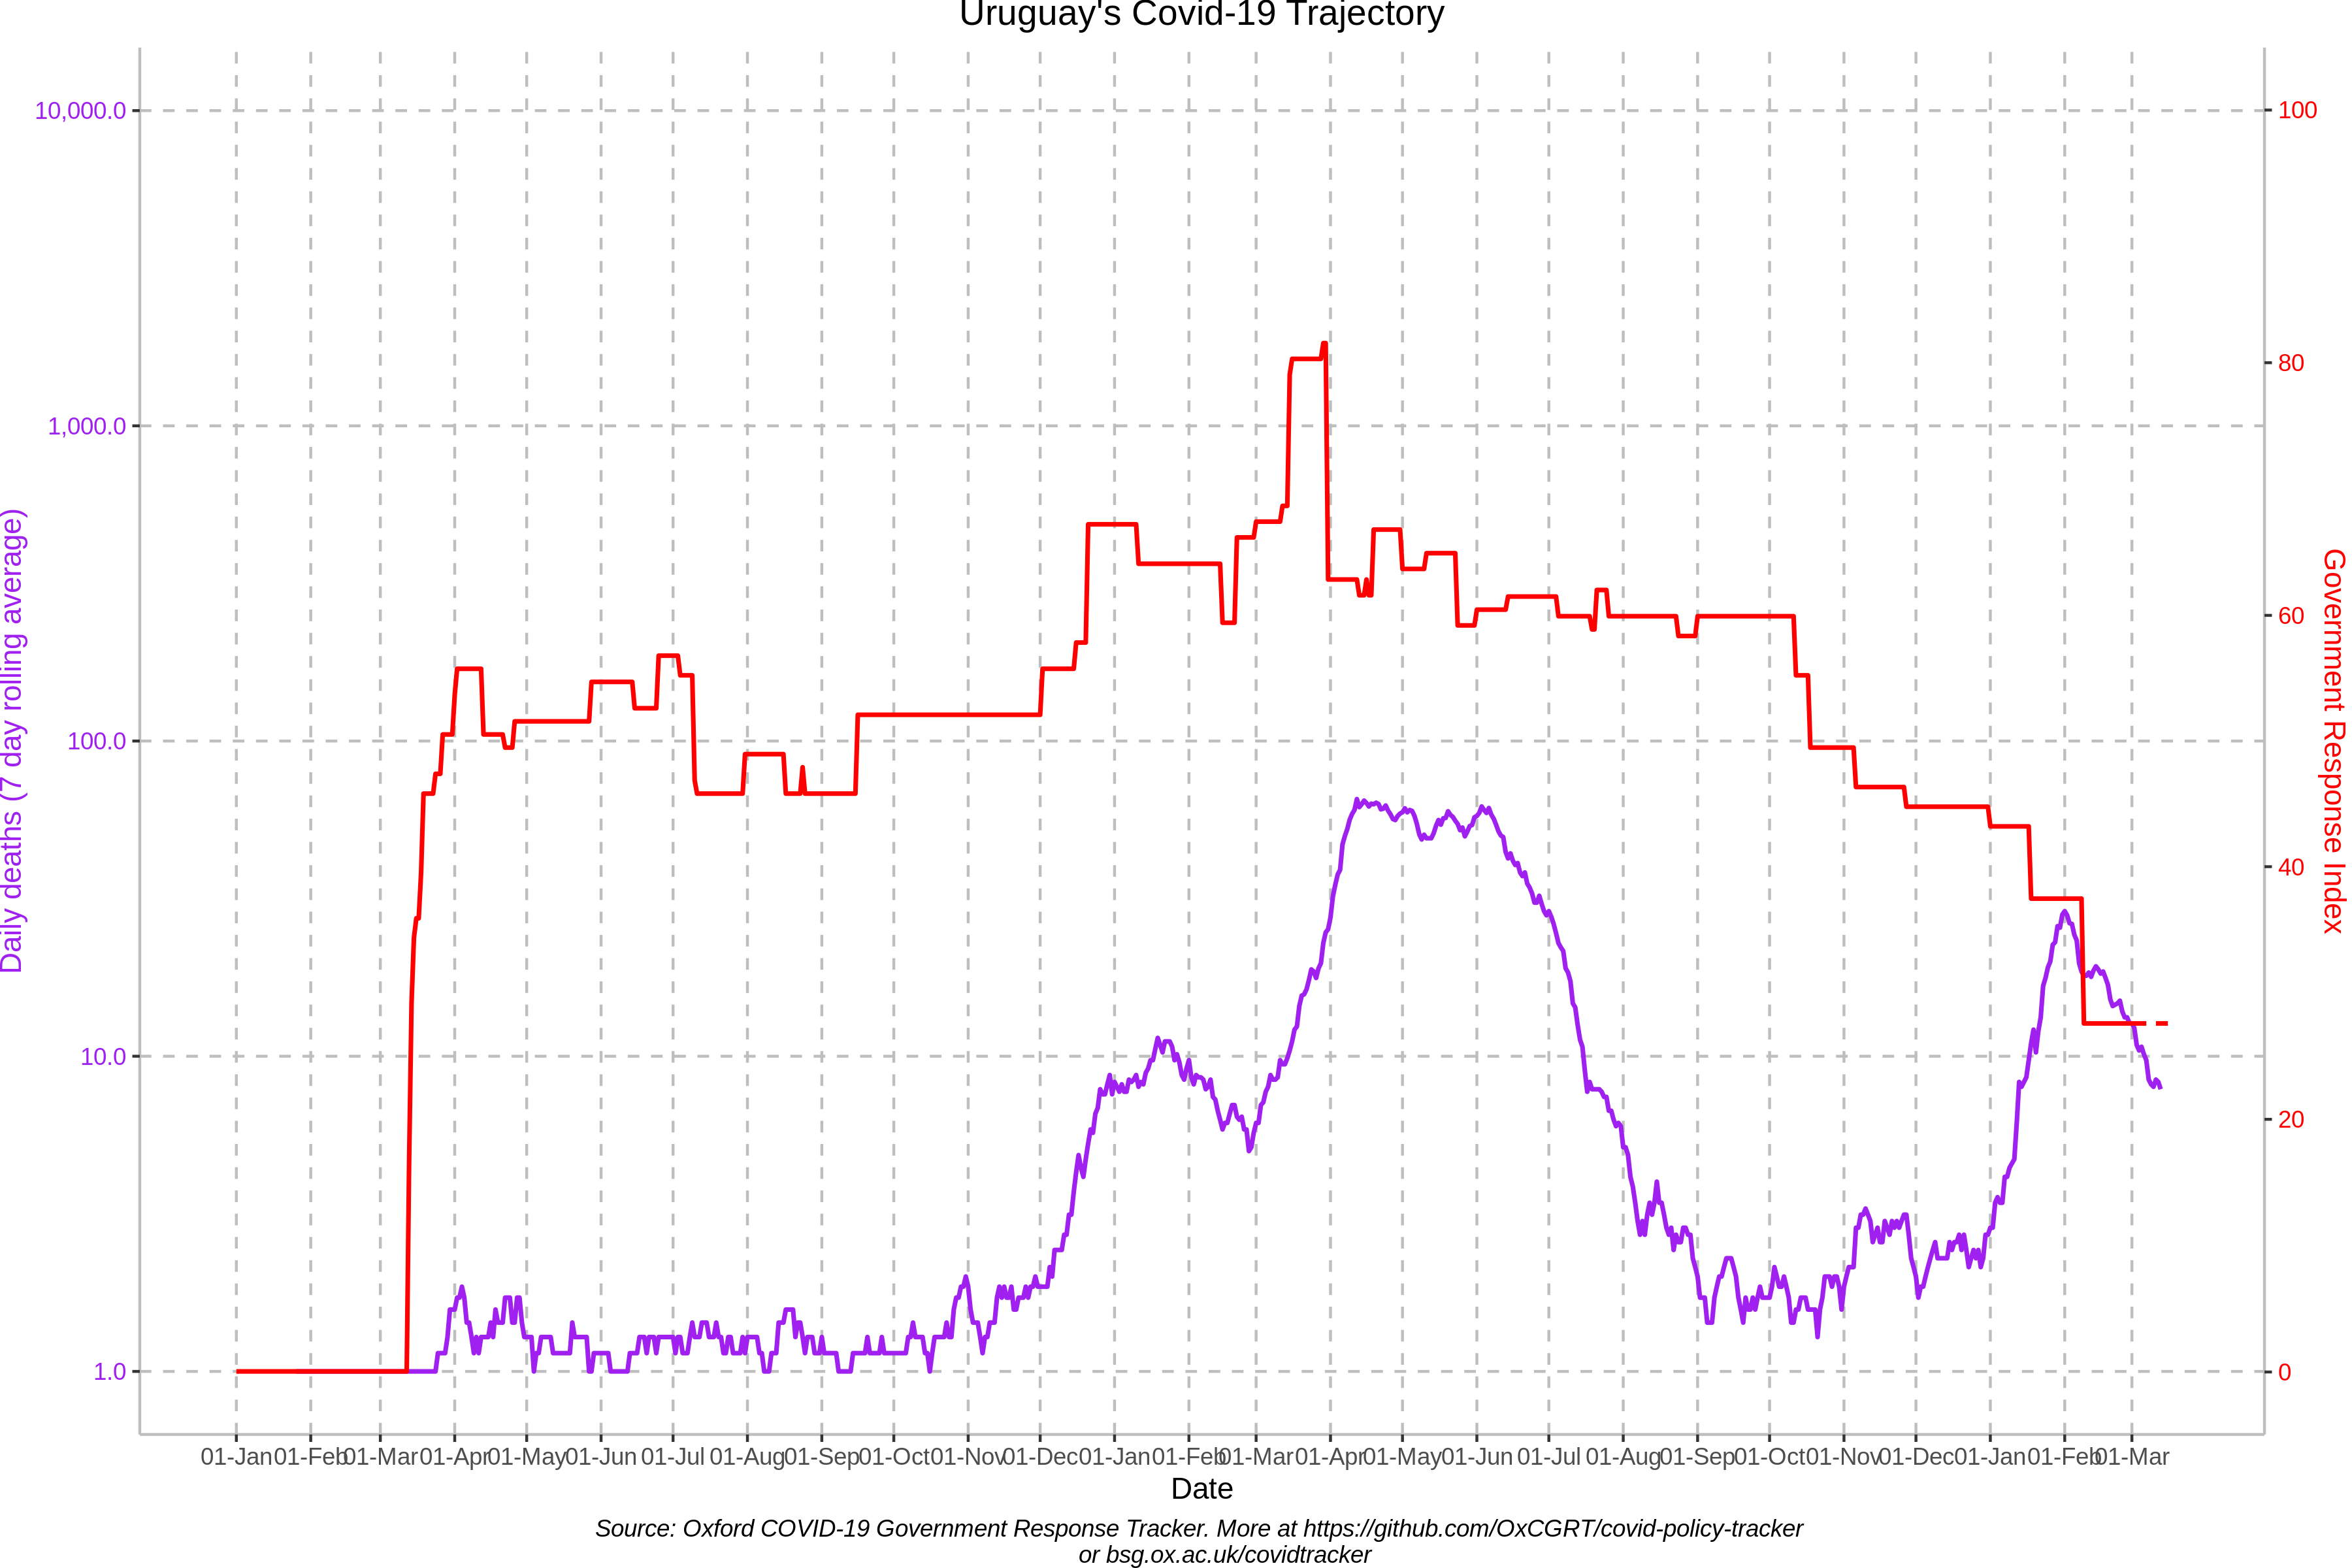 Uruguay's Covid-19 Trajectory
10,000.0
1,000.0
100.0
10.0
1.0
Daily deaths (7 day rolling average)
100
80
60
40
20
0
Government Response Index
01-Jan 01-Feb 01-Mar 01-Apr 01-May 01-Jun 01-Jul 01-Aug 01-Sep 01-Oct 01-Nov 01-Dec 01-Jan 01-Feb 01-Mar 01-Apr 01-May 01-Jun 01-Jul 01-Aug 01-Sep 01-Oct 01-Nov 01-Dec 01-Jan 01-Feb 01-Mar
Date
Source: Oxford COVID-19 Government Response Tracker. More at https://github.com/OxCGRT/covid-policy-tracker
or bsg.ox.ac.uk/covidtracker